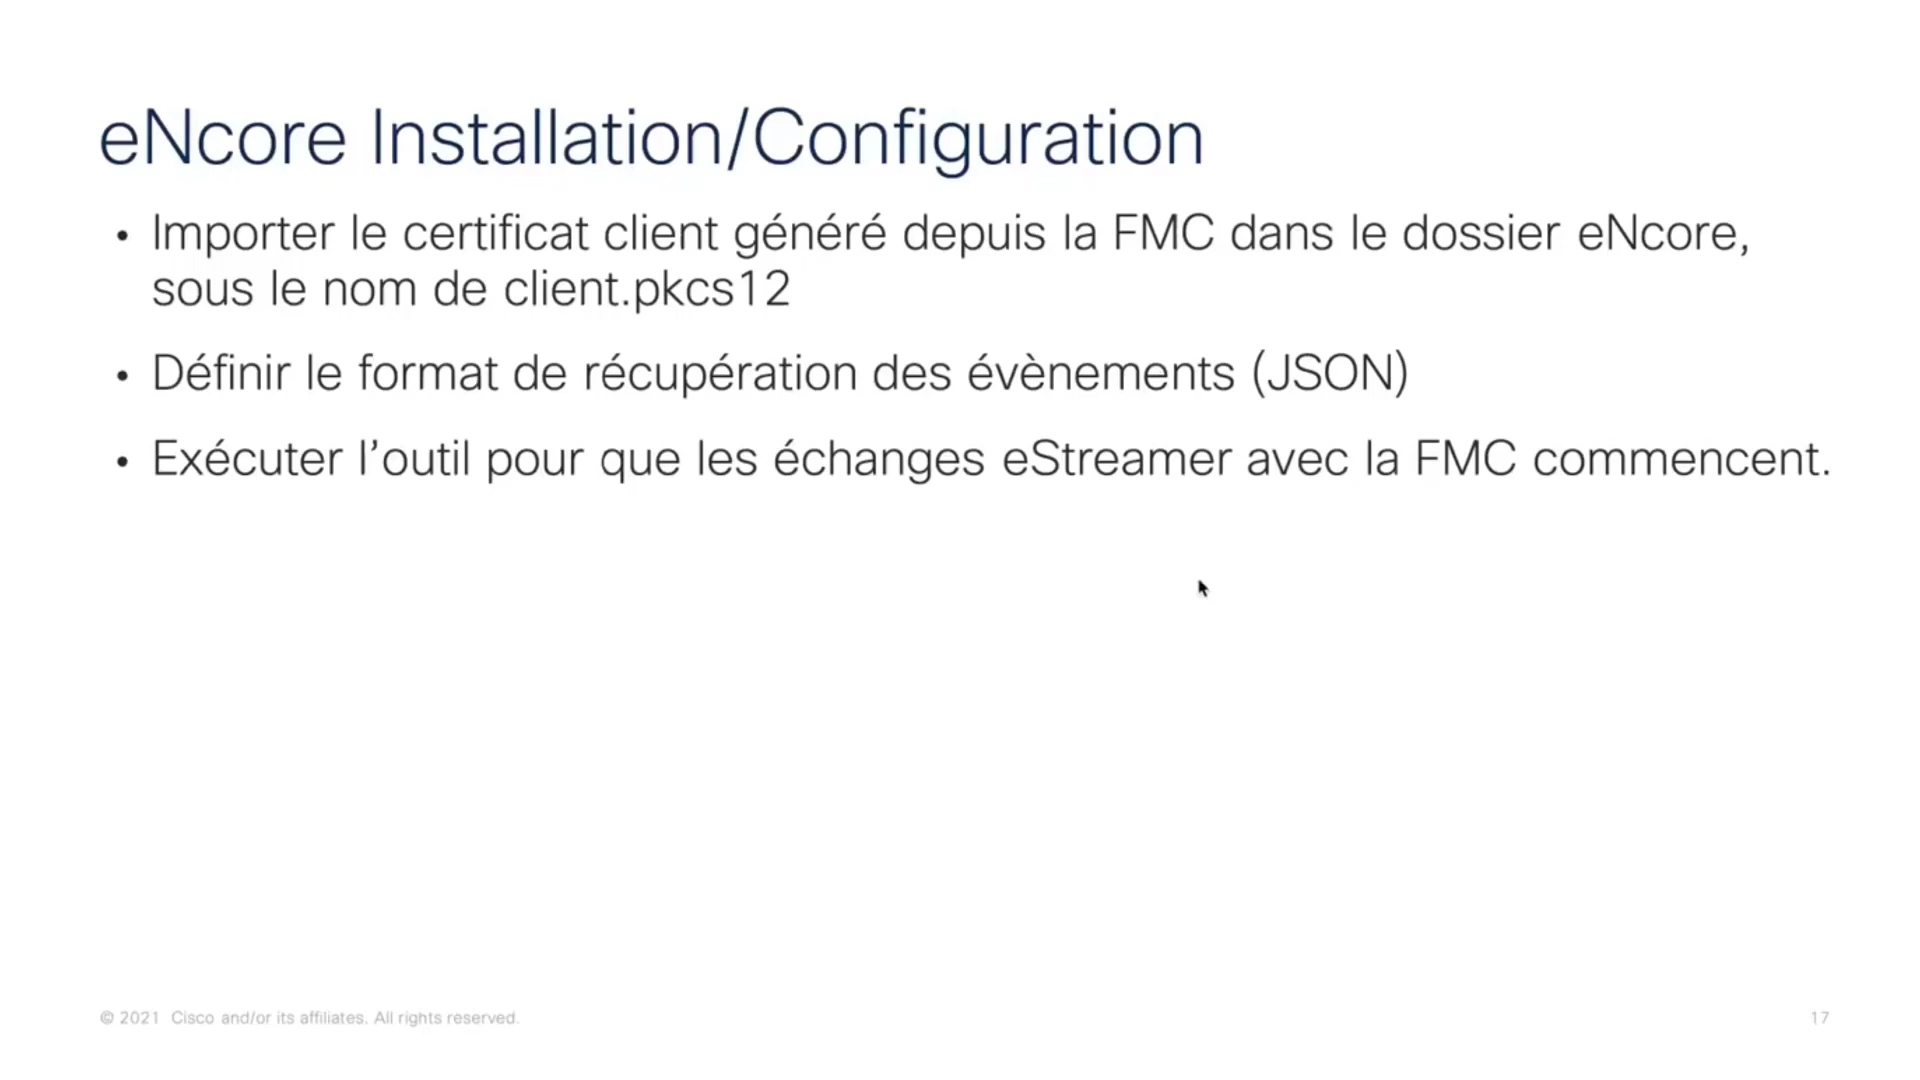 eNcore Installation/Configuration
• Importer le certificat client généré depuis la FMC dans le dossier eNcore,
sous le nom de client.pkcs12
• Définir le format de récupération des évènements (JSON)
• Exécuter l’outil pour que les échanges eStreamer avec la FMC commencent.
© 2021 Cisco and/or its affiliates. All rights reserved.
17